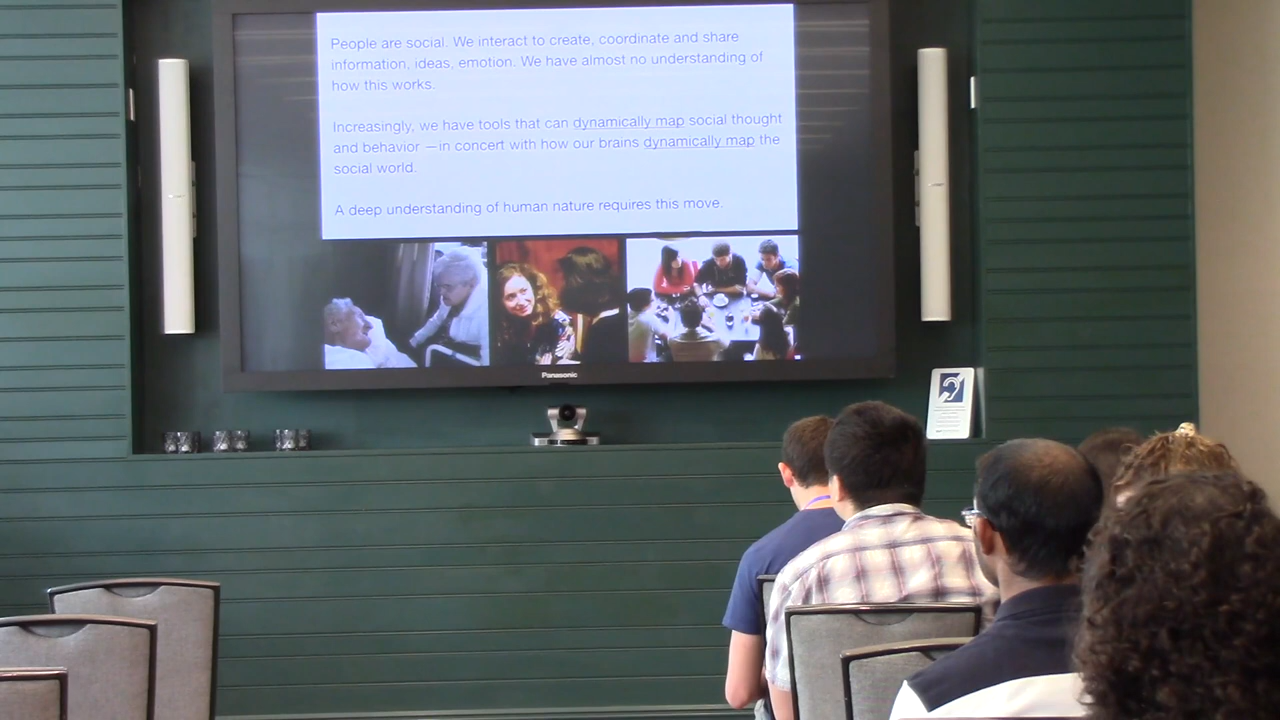 People are social. We interact to create, coordinate and share
information, ideas, emotion. We have almost no understanding of
how this works.
Increasingly, we have tools that can dynamically map social thought
and behavior —in concert with how our brains dynamically map the
social world.
A deep understanding of human nature requires this move.
Panasonic